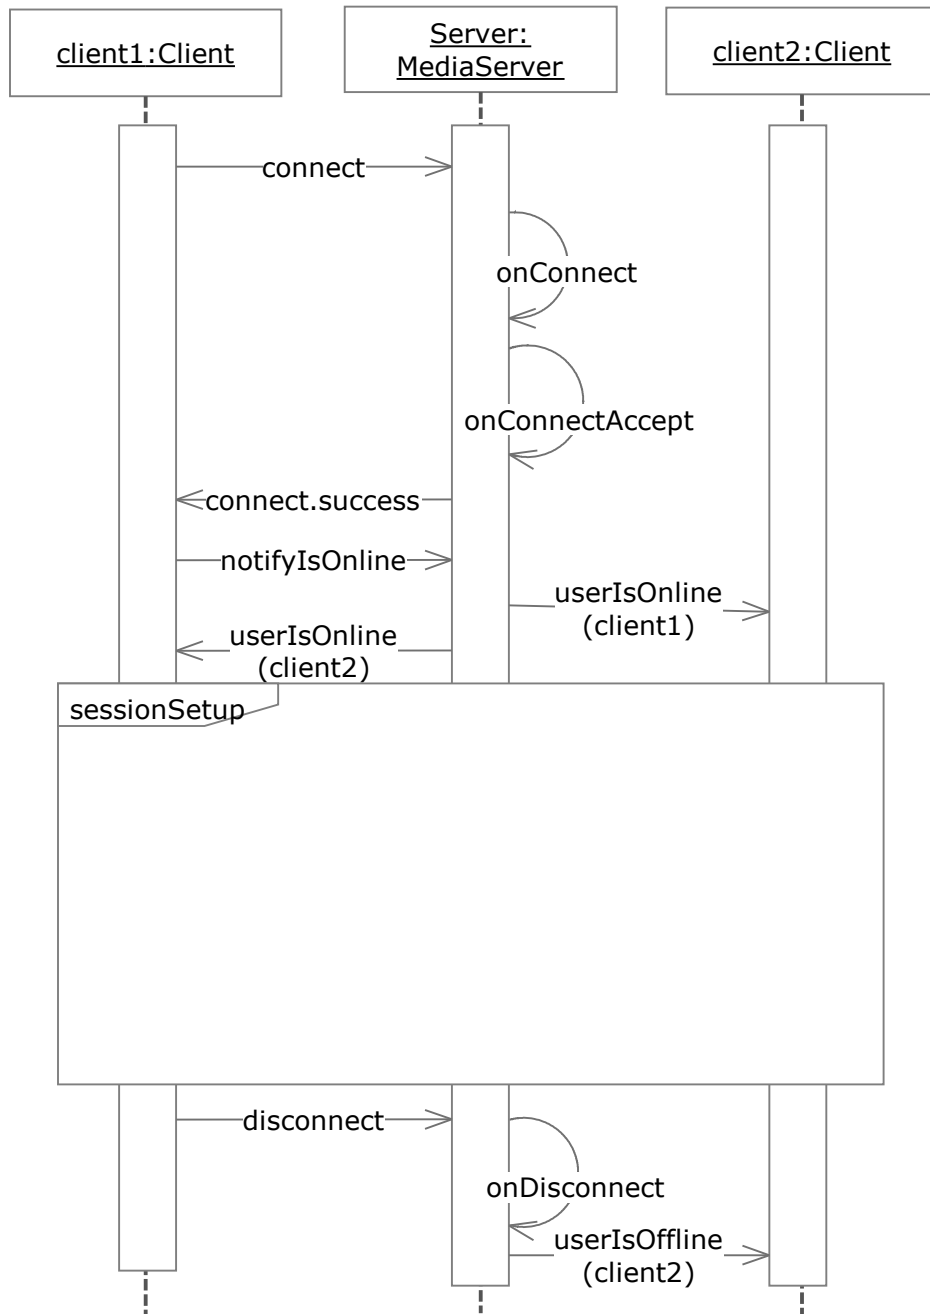 client1:Client
Server:
MediaServer
client2:Client
connect
onConnect
onConnectAccept
connect.success
notifyIsOnline
userIsOnline
(client1)
userIsOnline
(client2)
sessionSetup
disconnect
onDisconnect
userIsOffline
(client2)